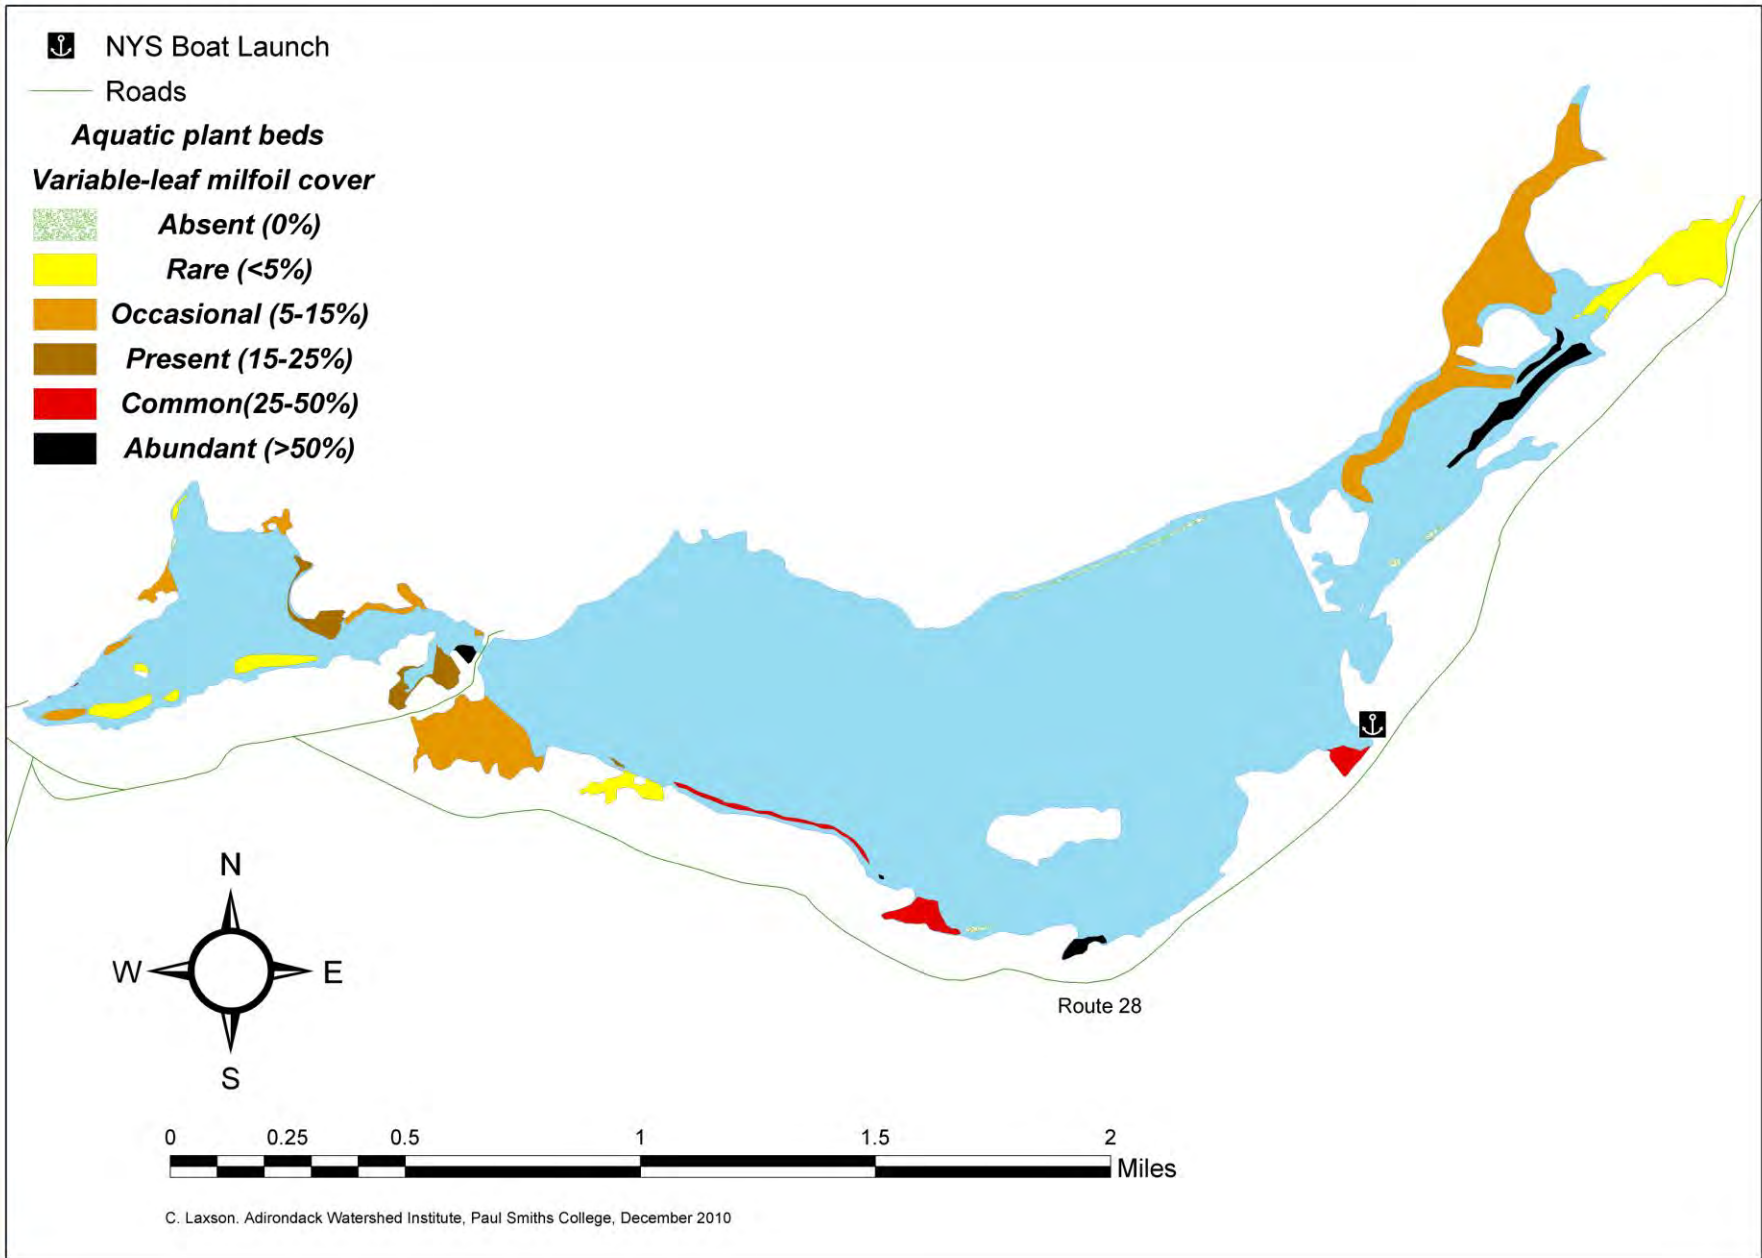 NYS Boat Launch
Roads
Aquatic plant beds
Variable-leaf milfoil cover
Absent (0%)
Rare (<5%)
Occasional (5-15%)
Present (15-25%)
Common(25-50%)
Abundant (>50%)
N
W E
S
Route 28
0 0.25 0.5 1 1.5 2
Miles
C. Laxson. Adirondack Watershed Institute, Paul Smiths College, December 2010